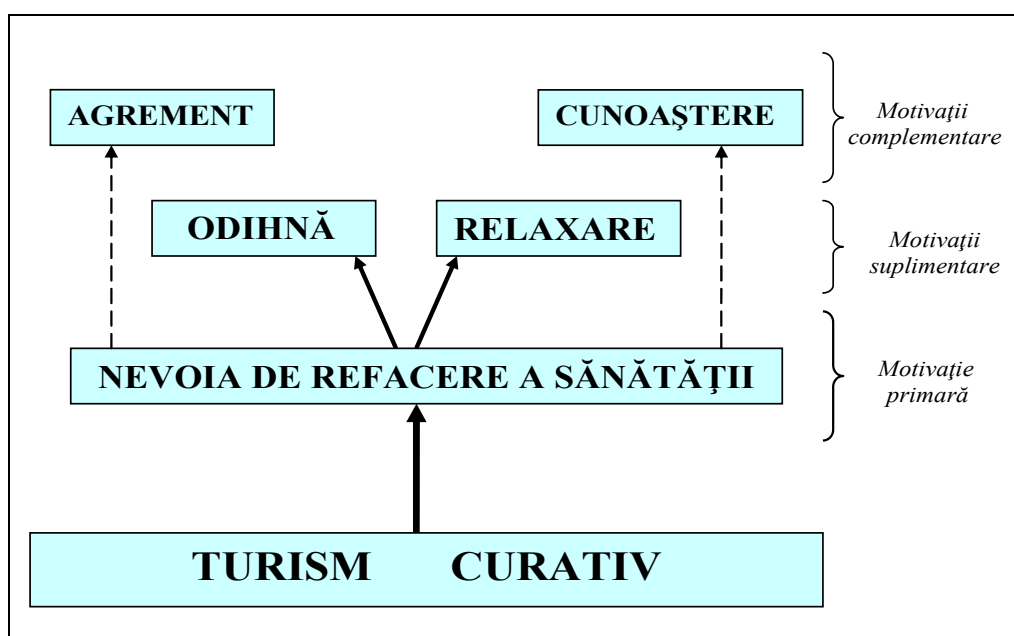 AGREMENT
CUNOAŞTERE
Motivaţii
complementare
ODIHNĂ
RELAXARE
Motivaţii
suplimentare
NEVOIA DE REFACERE A SĂNĂTĂŢII
Motivaţie
primară
TURISM CURATIV